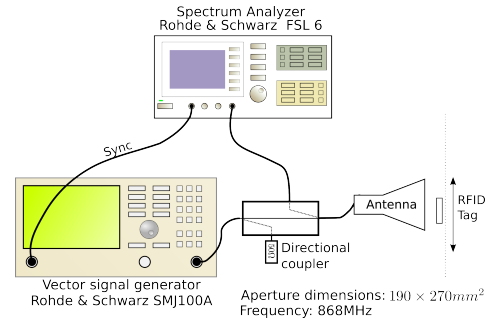 Spectrum Analyzer
Rohde & Schwarz FSL 6
Sync
Antenna
RFID
Tag
50Ω
Directional
coupler
Vector signal generator
Rohde & Schwarz SMJ100A
Aperture dimensions: 190 × 270mm²
Frequency: 868MHz